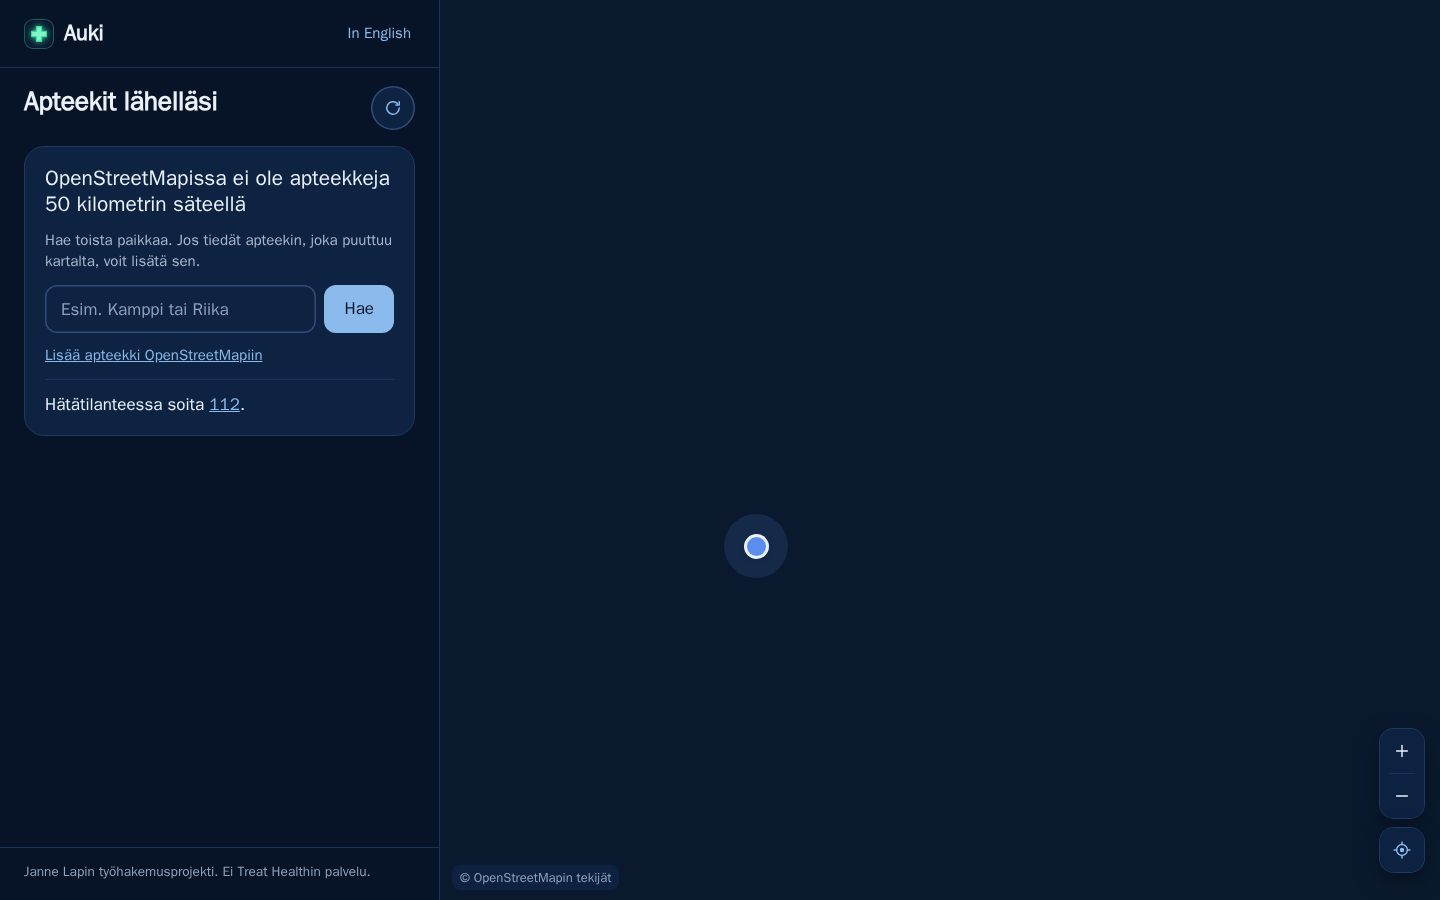 Auki
In English
Apteekit lähelläsi
OpenStreetMapissa ei ole apteekkeja
50 kilometrin säteellä
Hae toista paikkaa. Jos tiedät apteekin, joka puuttuu
kartalta, voit lisätä sen.
Esim. Kamppi tai Riika
Hae
Lisää apteekki OpenStreetMapiin
Hätätilanteessa soita 112.
Janne Lapin työhakemusprojekti. Ei Treat Healthin palvelu.
© OpenStreetMapin tekijät